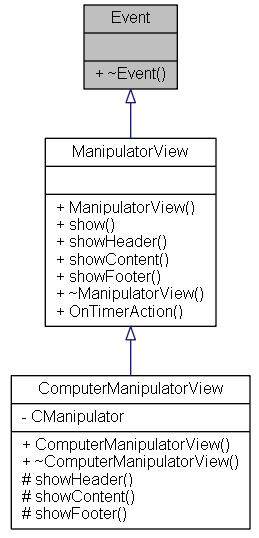 Event
+ ~Event()
ManipulatorView
+ ManipulatorView()
+ show()
+ showHeader()
+ showContent()
+ showFooter()
+ ~ManipulatorView()
+ OnTimerAction()
ComputerManipulatorView
- CManipulator
+ ComputerManipulatorView()
+ ~ComputerManipulatorView()
# showHeader()
# showContent()
# showFooter()